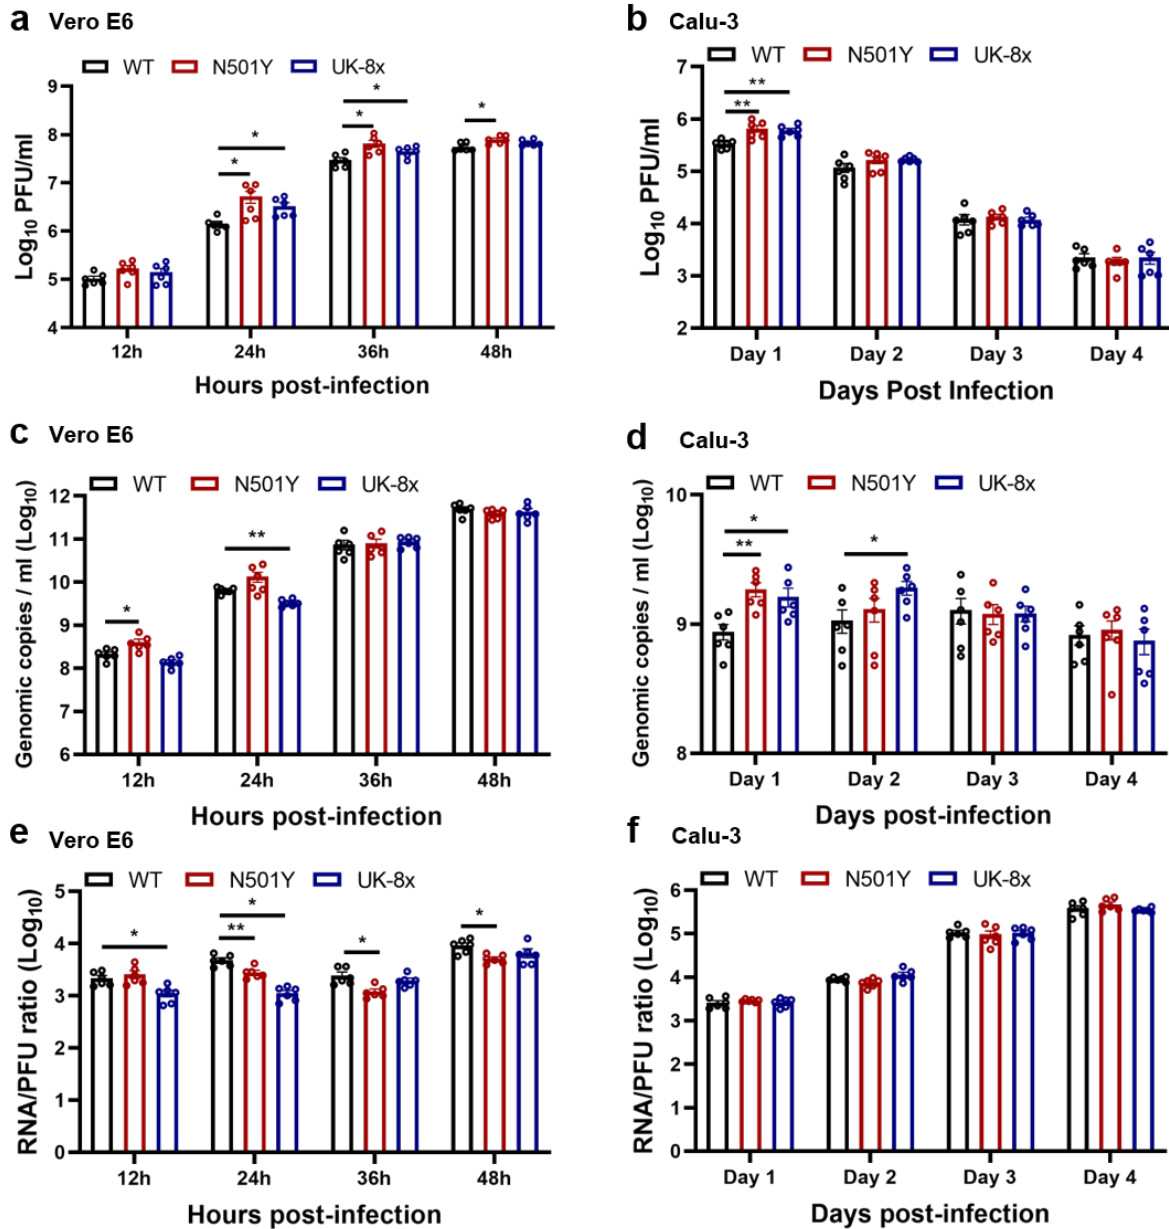 a Vero E6
WT N501Y UK-8x
Log10 PFU/ml
9
8
7
6
5
4
* * * * *
12h 24h 36h 48h
Hours post-infection
b Calu-3
WT N501Y UK-8x
Log10 PFU/ml
7
6
5
4
3
2
**
**
Day 1 Day 2 Day 3 Day 4
Days Post Infection
c Vero E6
WT N501Y UK-8x
Genomic copies / ml (Log10)
12
11
10
9
8
7
6
* **
12h 24h 36h 48h
Hours post-infection
d Calu-3
WT N501Y UK-8x
Genomic copies / ml (Log10)
10
9
8
*
**
*
Day 1 Day 2 Day 3 Day 4
Days post-infection
e Vero E6
WT N501Y UK-8x
RNA/PFU ratio (Log10)
5
4
3
2
1
0
* * ** * *
12h 24h 36h 48h
Hours post-infection
f Calu-3
WT N501Y UK-8x
RNA/PFU ratio (Log10)
6
5
4
3
2
1
0
Day 1 Day 2 Day 3 Day 4
Days post-infection